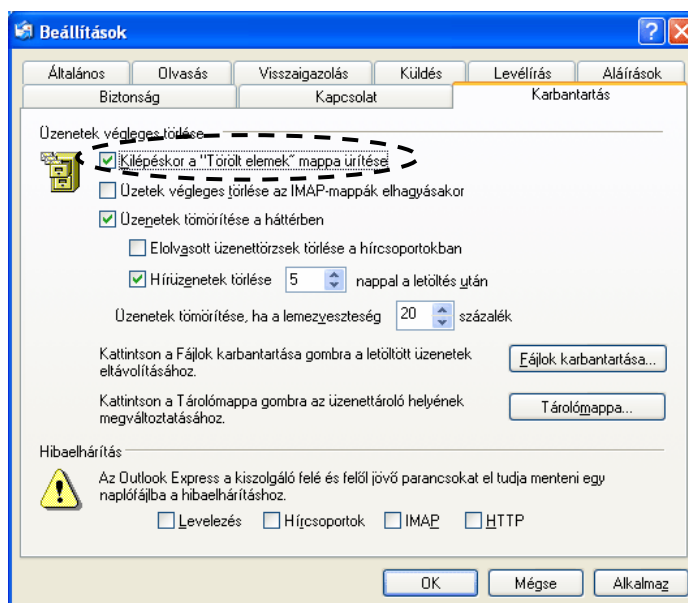 Beállítások
Általános Olvasás Visszaigazolás Küldés Levélírás Aláírások
Biztonság Kapcsolat Karbantartás
Üzenetek végleges törlése
Kilépéskor a "Törölt elemek" mappa ürítése
Üzetek végleges törlése az IMAP-mappák elhagyásakor
Üzenetek tömörítése a háttérben
Elolvasott üzenettörzsek törlése a hírcsoportokban
Hírüzenetek törlése 5 nappal a letöltés után
Üzenetek tömörítése, ha a lemezveszteség 20 százalék
Kattintson a Fájlok karbantartása gombra a letöltött üzenetek
eltávolításához.
Fájlok karbantartása...
Kattintson a Tárolómappa gombra az üzenettároló helyének
megváltoztatásához.
Tárolómappa...
Hibaelhárítás
Az Outlook Express a kiszolgáló felé és felől jövő parancsokat el tudja menteni egy
naplófájlba a hibaelhárításhoz.
Levelezés Hírcsoportok IMAP HTTP
OK Mégse Alkalmaz